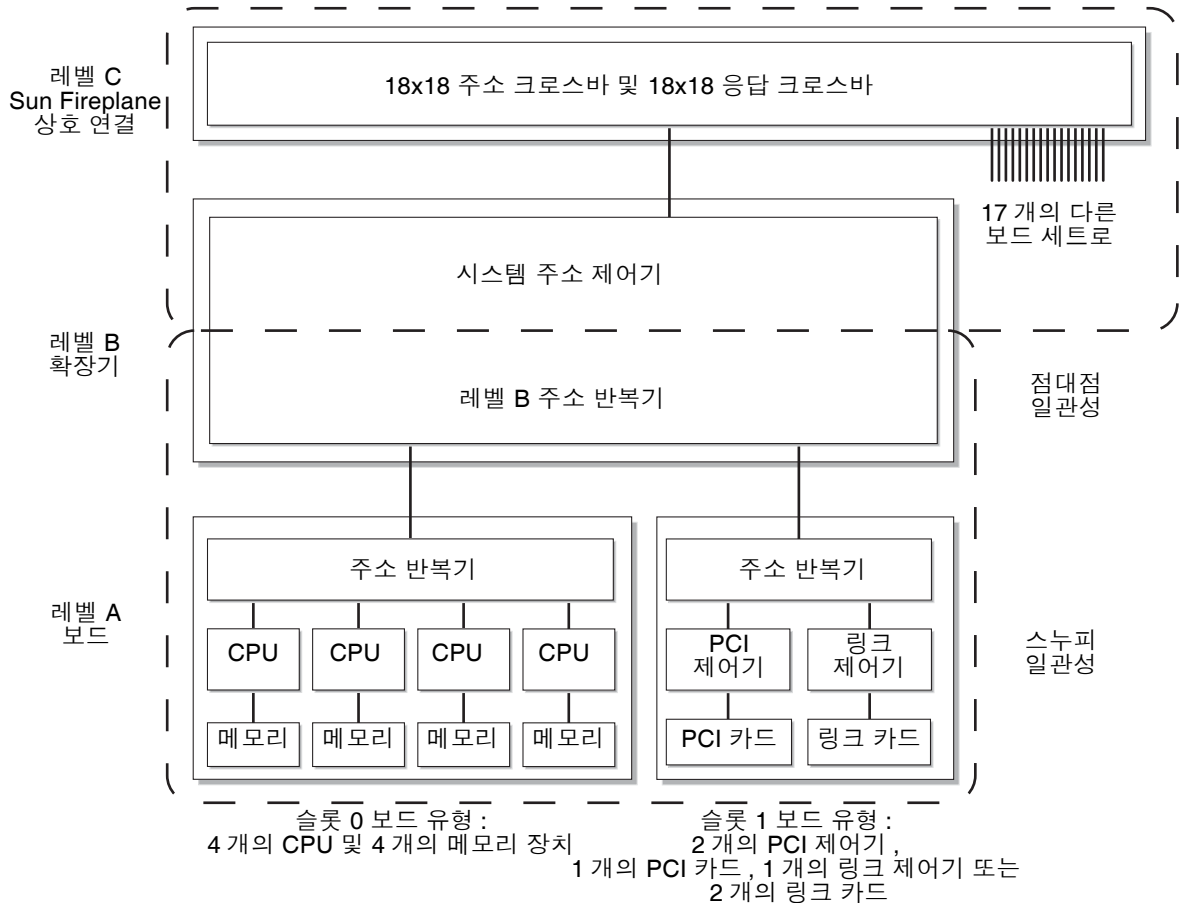 레벨 C
Sun Fireplane
상호 연결
18x18 주소 크로스바 및 18x18 응답 크로스바
17 개의 다른
보드 세트로
시스템 주소 제어기
레벨 B
확장기
레벨 B 주소 반복기
점대점
일관성
주소 반복기
주소 반복기
레벨 A
보드
CPU
CPU
CPU
CPU
PCI
제어기
링크
제어기
스누피
일관성
메모리
메모리
메모리
메모리
PCI 카드
링크 카드
슬롯 0 보드 유형 :
4 개의 CPU 및 4 개의 메모리 장치
슬롯 1 보드 유형 :
2 개의 PCI 제어기 ,
1 개의 PCI 카드 , 1 개의 링크 제어기 또는
2 개의 링크 카드